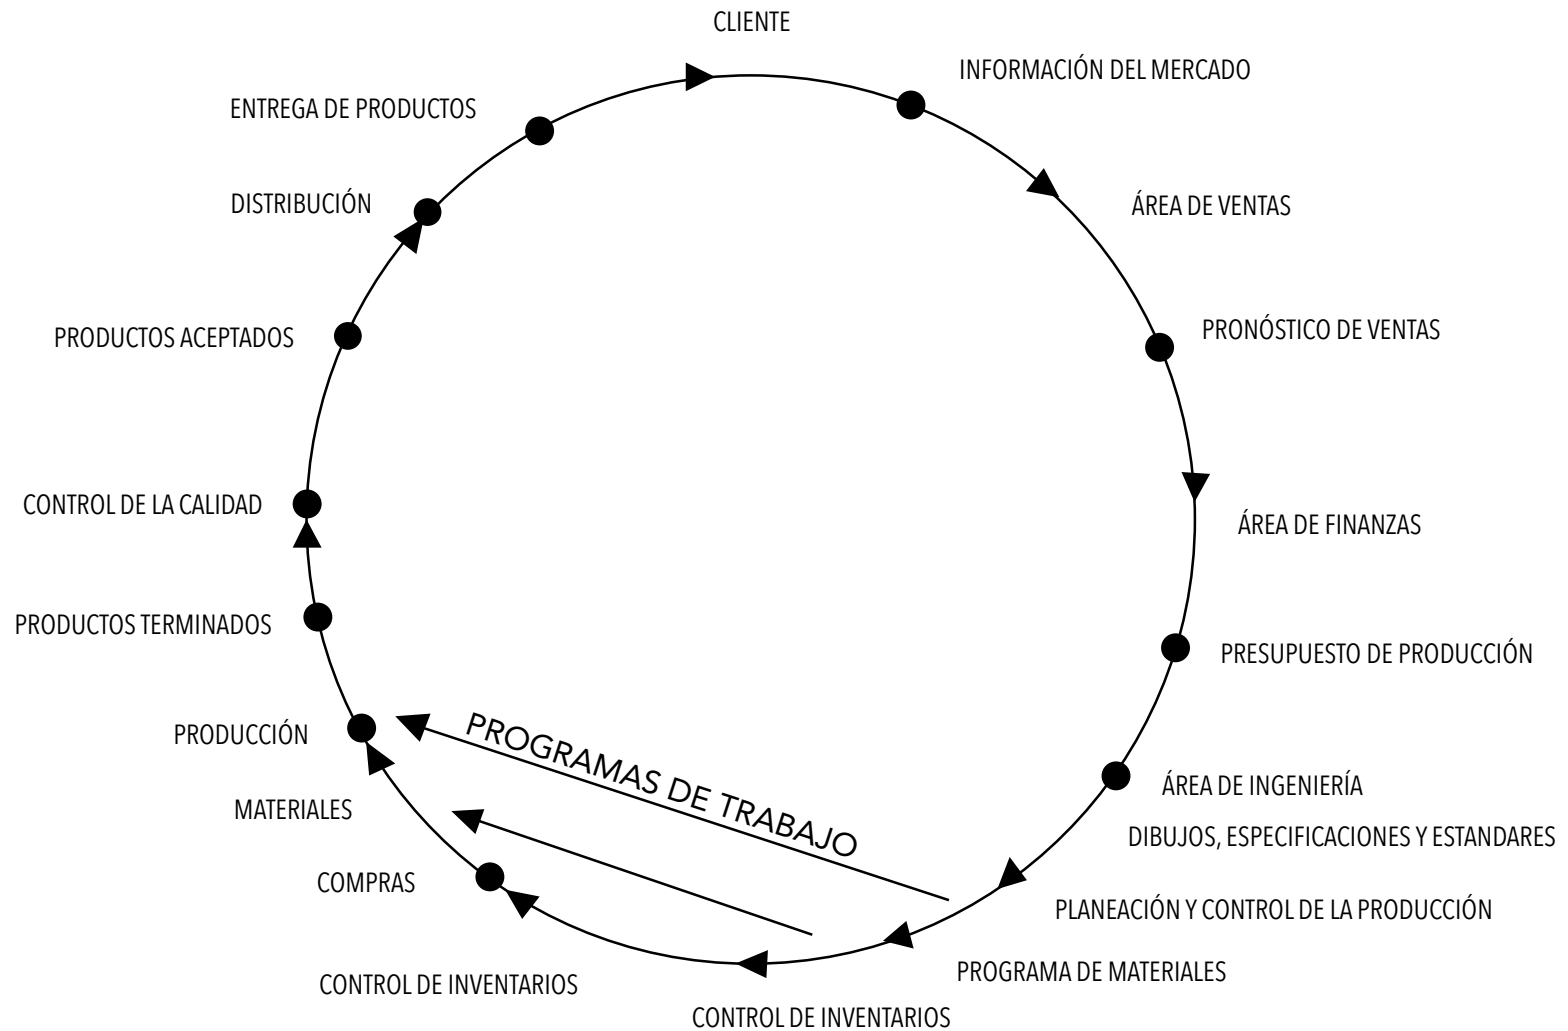 CLIENTE
INFORMACIÓN DEL MERCADO
ENTREGA DE PRODUCTOS
DISTRIBUCIÓN
ÁREA DE VENTAS
PRONÓSTICO DE VENTAS
PRODUCTOS ACEPTADOS
CONTROL DE LA CALIDAD
ÁREA DE FINANZAS
PRODUCTOS TERMINADOS
PRESUPUESTO DE PRODUCCIÓN
PRODUCCIÓN
PROGRAMAS DE TRABAJO
ÁREA DE INGENIERÍA
MATERIALES
DIBUJOS, ESPECIFICACIONES Y ESTANDARES
COMPRAS
PLANEACIÓN Y CONTROL DE LA PRODUCCIÓN
PROGRAMA DE MATERIALES
CONTROL DE INVENTARIOS
CONTROL DE INVENTARIOS